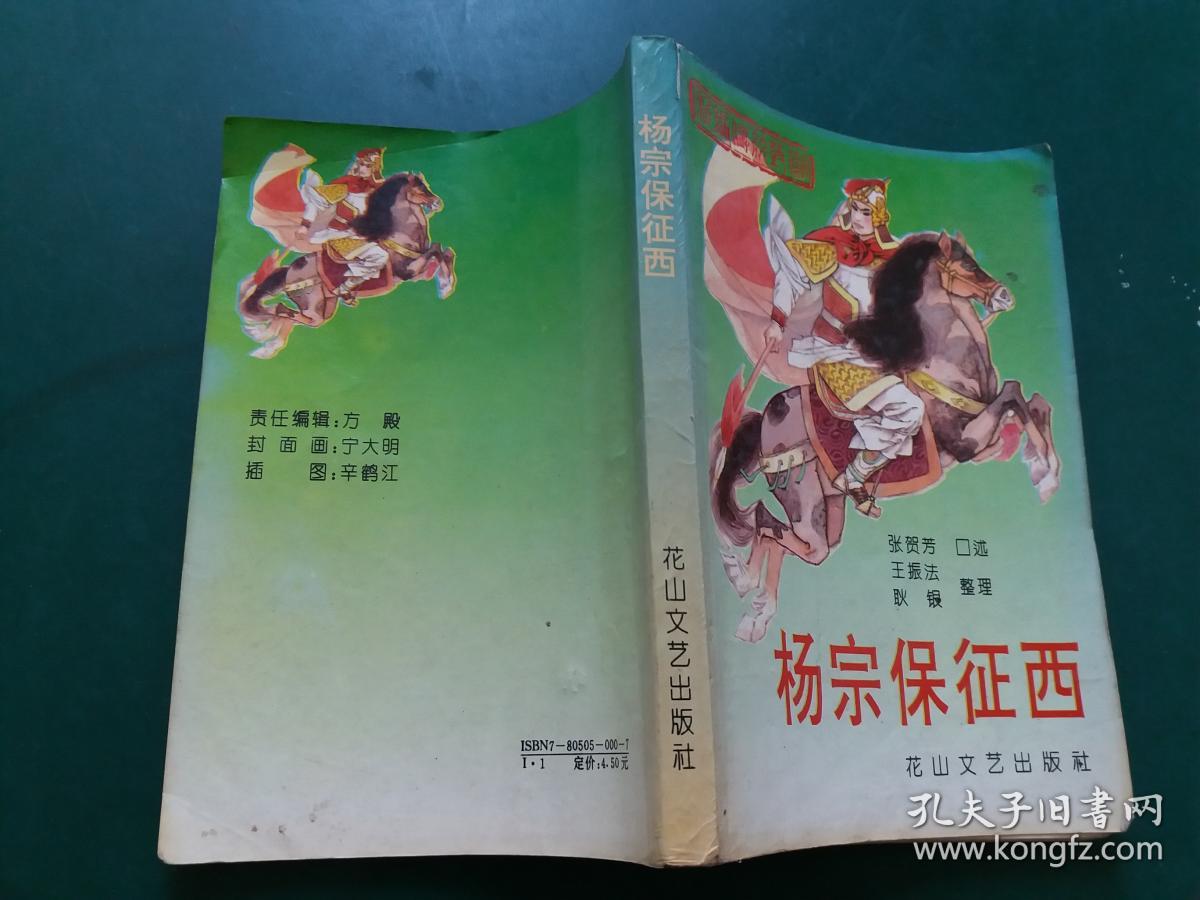 责任编辑:方 殿
封面画:宁大明
插 图:辛鹤江
ISBN7-80505-000-7
I·1 定价:4.50元
杨宗保征西
花山文艺出版社
张贺芳 口述
王振法
耿 银 整理
杨宗保征西
花山文艺出版社
孔夫子旧書网
www.kongfz.com